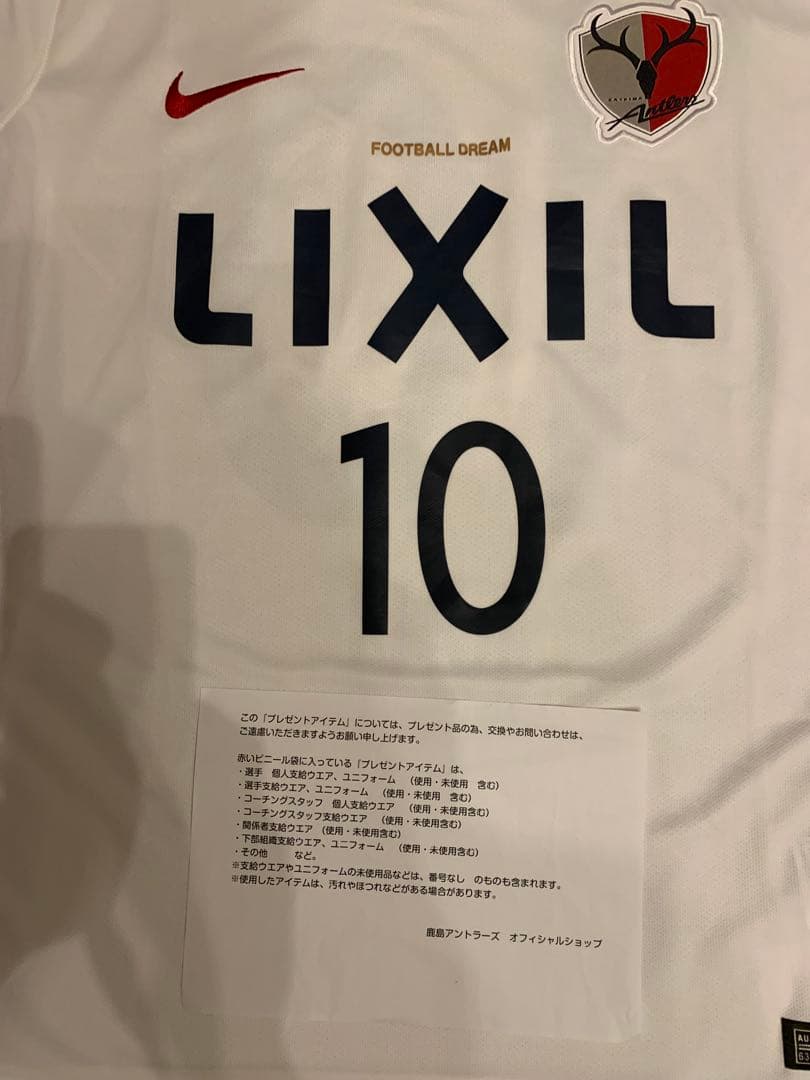 KASHIMA
Antlers
FOOTBALL DREAM
LIXIL
10
この「プレゼントアイテム」については、プレゼント品の為、交換やお問い合わせは、
ご遠慮いただきますようお願い申し上げます。
赤いビニール袋に入っている「プレゼントアイテム」は、
・選手　個人支給ウエア、ユニフォーム　（使用・未使用　含む）
・選手支給ウエア、ユニフォーム　（使用・未使用　含む）
・コーチングスタッフ　個人支給ウエア　（使用・未使用含む）
・コーチングスタッフ支給ウエア　（使用・未使用含む）
・関係者支給ウエア　（使用・未使用含む）
・下部組織支給ウエア、ユニフォーム　（使用・未使用含む）
・その他　　　など。
※支給ウエアやユニフォームの未使用品などは、番号なし　のものも含まれます。
※使用したアイテムは、汚れやほつれなどがある場合があります。
鹿島アントラーズ　オフィシャルショップ
AU
63